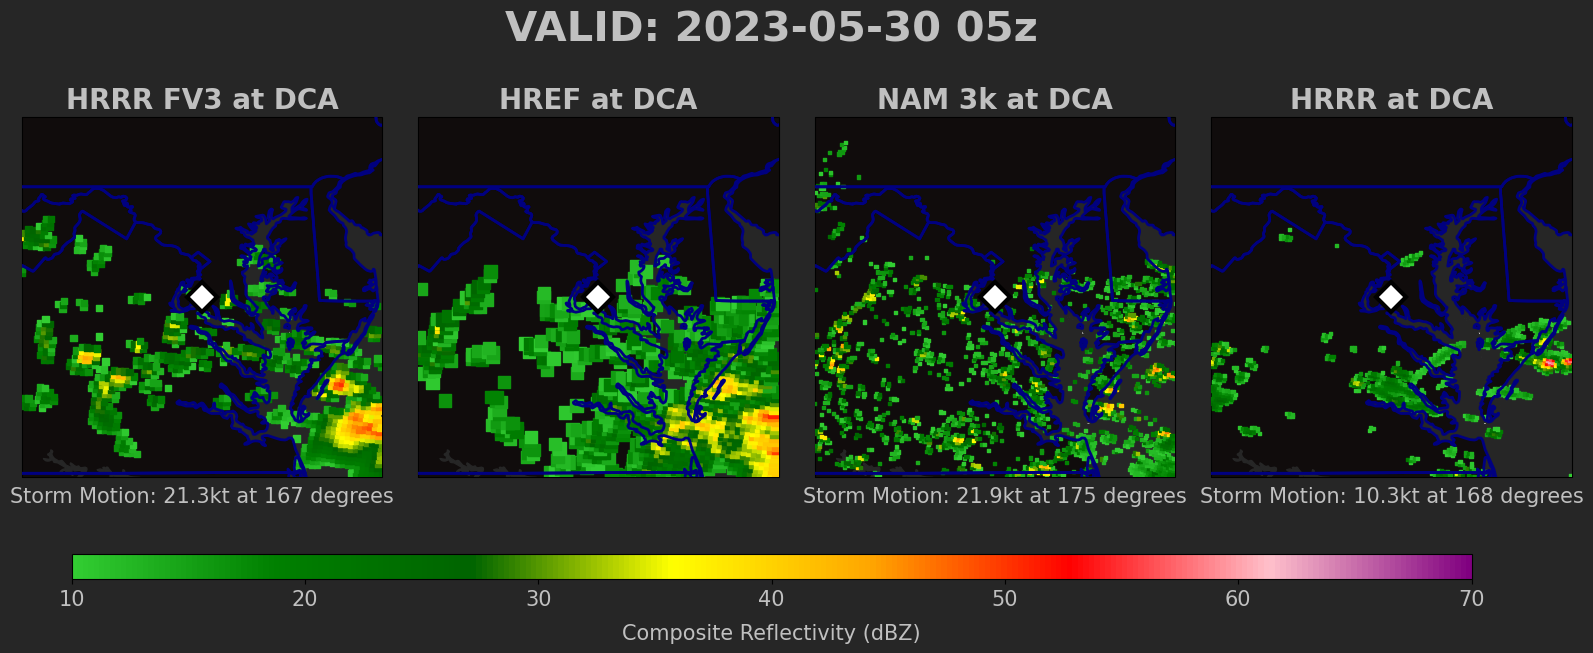 VALID: 2023-05-30 05z
HRRR FV3 at DCA
HREF at DCA
NAM 3k at DCA
HRRR at DCA
Storm Motion: 21.3kt at 167 degrees
Storm Motion: 21.9kt at 175 degrees
Storm Motion: 10.3kt at 168 degrees
10 20 30 40 50 60 70
Composite Reflectivity (dBZ)